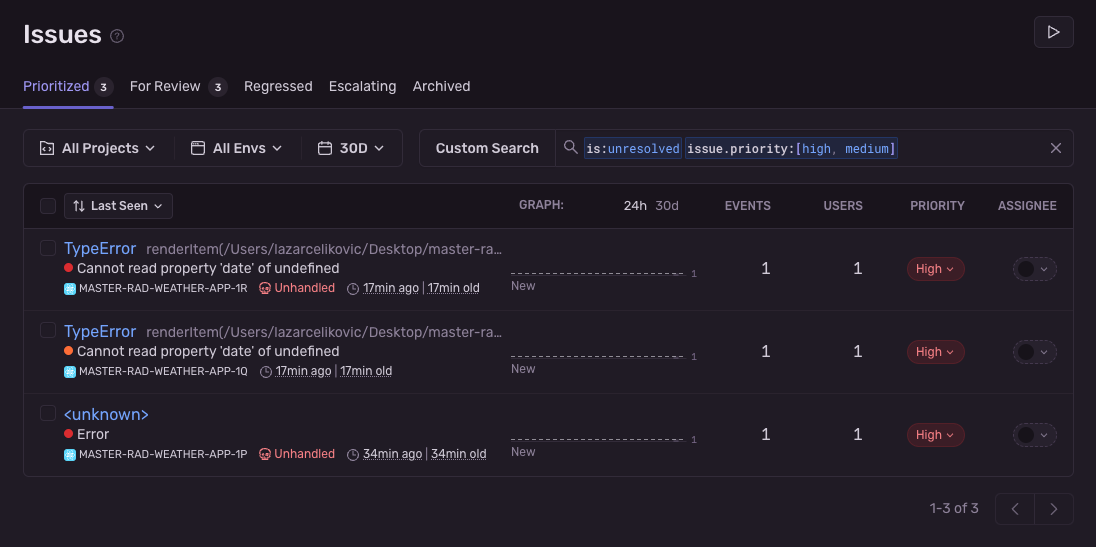 Issues ?
Prioritized 3 For Review 3 Regressed Escalating Archived
All Projects All Envs 30D Custom Search is:unresolved issue.priority:[high, medium]
Last Seen GRAPH: 24h 30d EVENTS USERS PRIORITY ASSIGNEE
TypeError renderItem(/Users/lazarcelikovic/Desktop/master-ra...
Cannot read property 'date' of undefined
MASTER-RAD-WEATHER-APP-1R Unhandled 17min ago | 17min old
1
New
1 1 High
TypeError renderItem(/Users/lazarcelikovic/Desktop/master-ra...
Cannot read property 'date' of undefined
MASTER-RAD-WEATHER-APP-1Q 17min ago | 17min old
1
New
1 1 High
<unknown>
Error
MASTER-RAD-WEATHER-APP-1P Unhandled 34min ago | 34min old
1
New
1 1 High
1-3 of 3